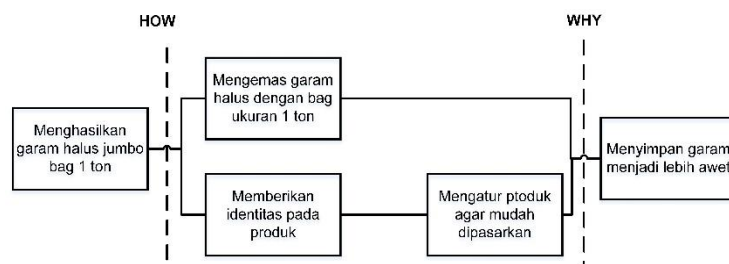 HOW
WHY
Menghasilkan
garam halus jumbo
bag 1 ton
Mengemas garam
halus dengan bag
ukuran 1 ton
Memberikan
identitas pada
produk
Mengatur ptoduk
agar mudah
dipasarkan
Menyimpan garam
menjadi lebih awet